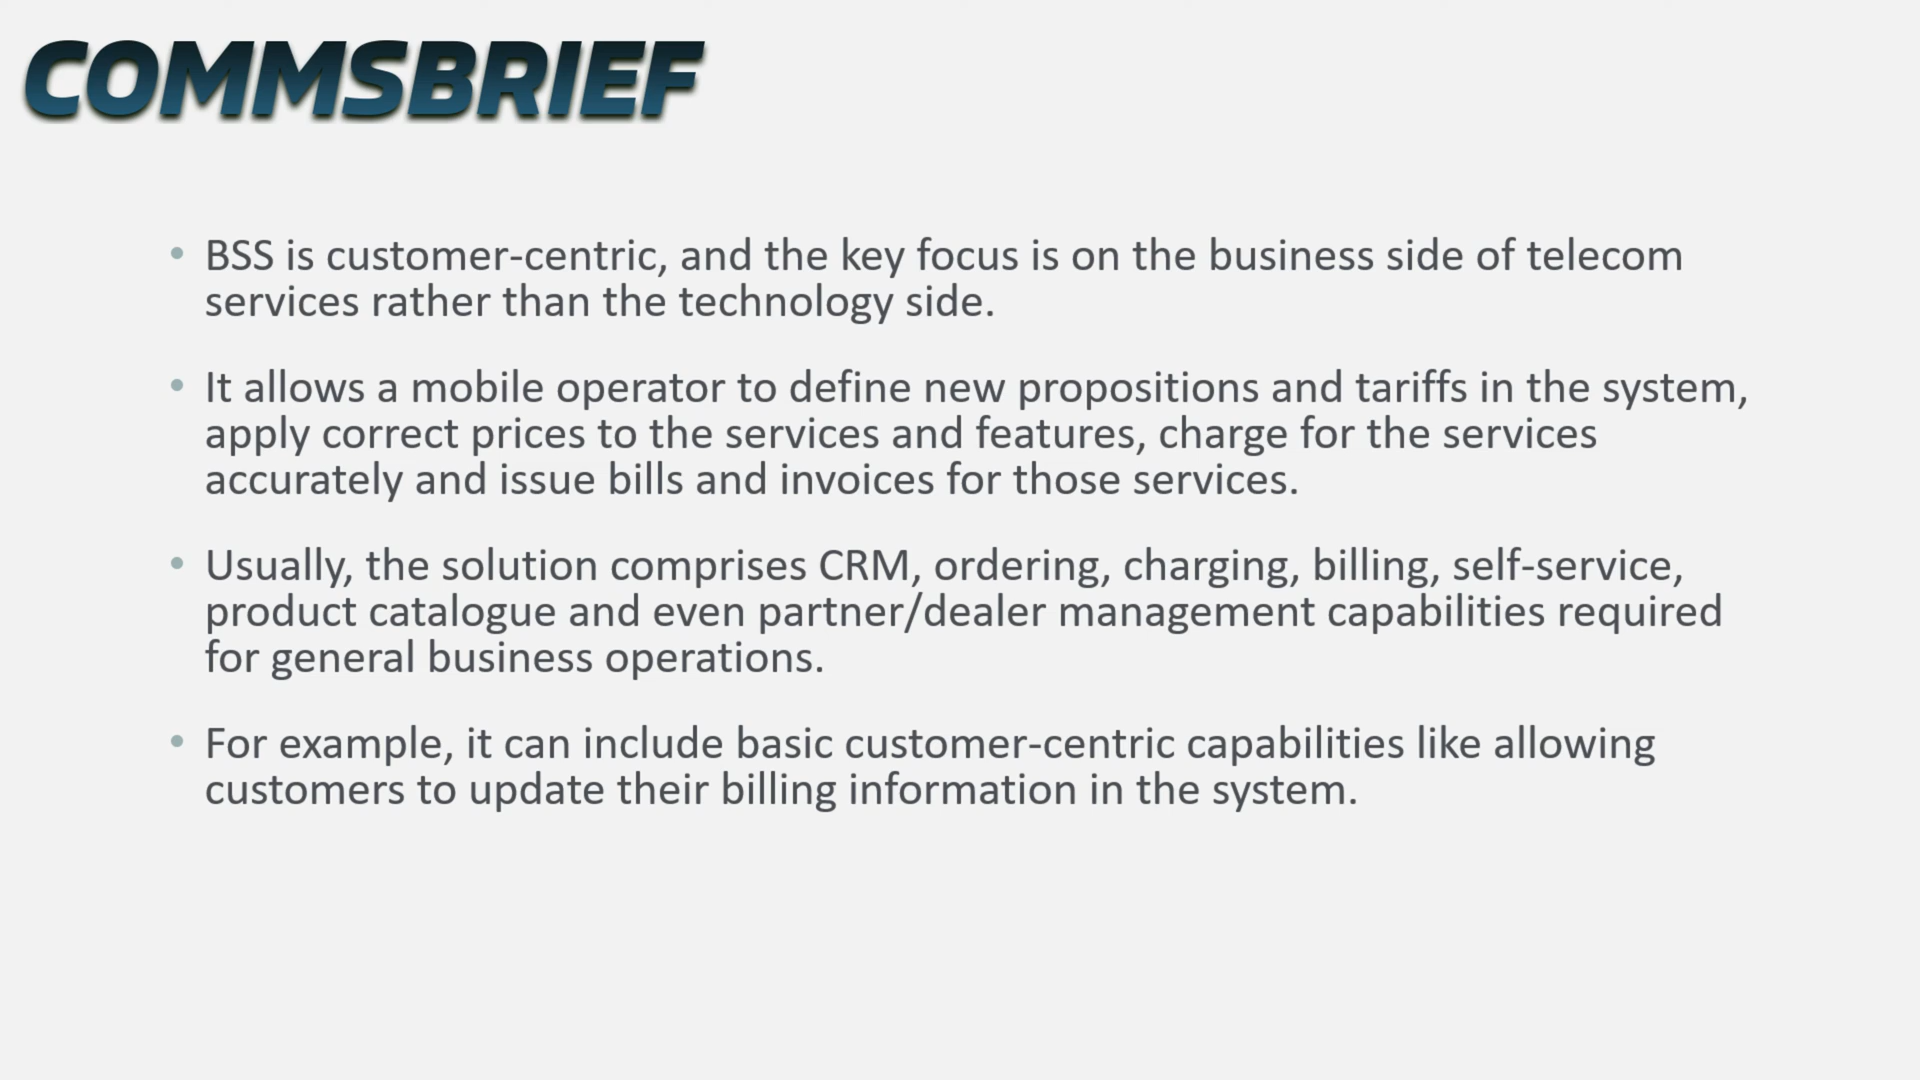 COMMSBRIEF
• BSS is customer-centric, and the key focus is on the business side of telecom
services rather than the technology side.
• It allows a mobile operator to define new propositions and tariffs in the system,
apply correct prices to the services and features, charge for the services
accurately and issue bills and invoices for those services.
• Usually, the solution comprises CRM, ordering, charging, billing, self-service,
product catalogue and even partner/dealer management capabilities required
for general business operations.
• For example, it can include basic customer-centric capabilities like allowing
customers to update their billing information in the system.